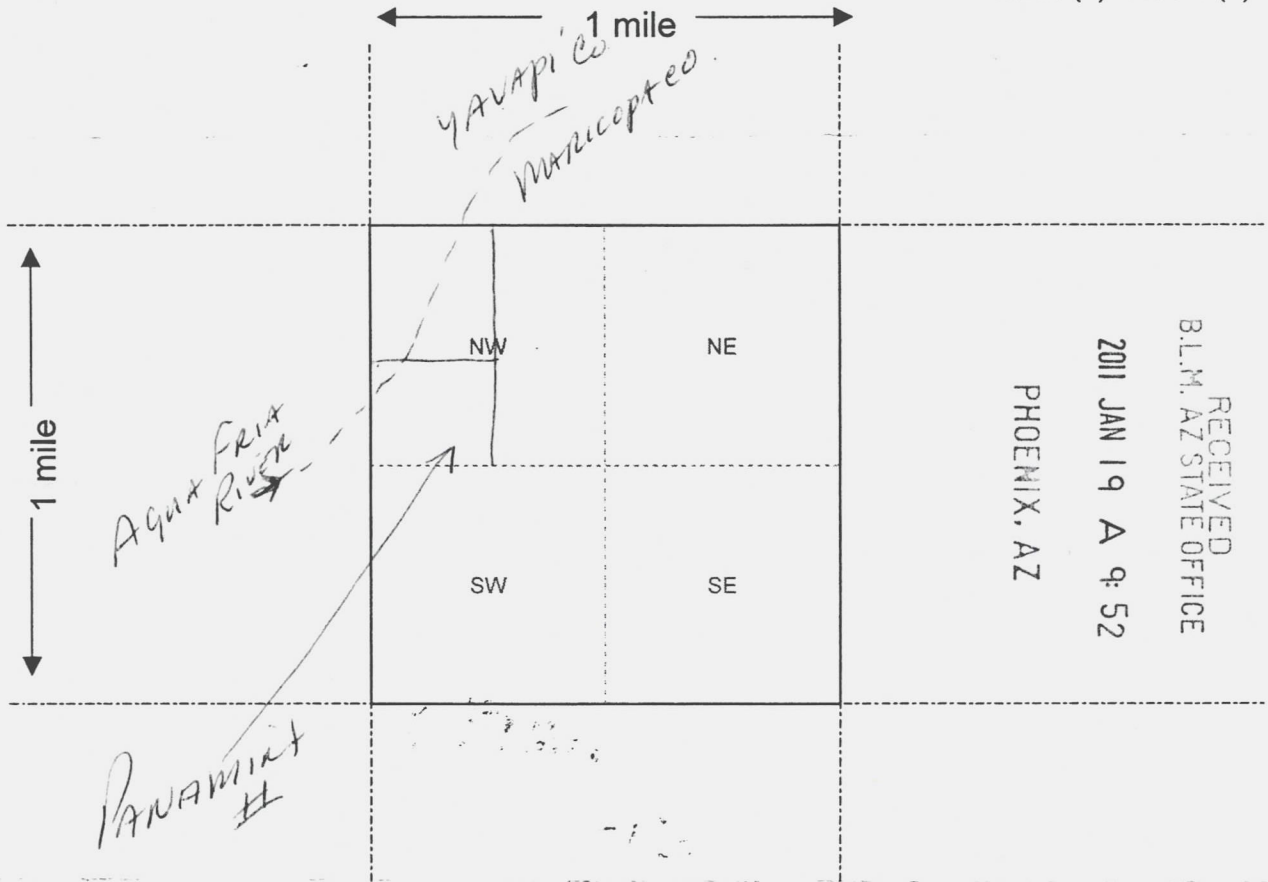 1 mile
YAVAPI CO
MARICOPA CO
NW
NE
1 mile
AQUA FRIA
RIVER
SW
SE
PANAMINT
RECEIVED
B.L.M. AZ STATE OFFICE
2011 JAN 19 A 9:52
PHOENIX, AZ